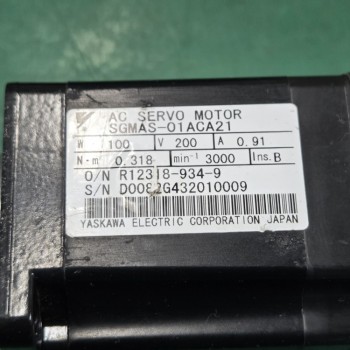 AC SERVO MOTOR
SGMAS-01ACA21
W 100 V 200 A 0.91
N·m 0.318 min⁻¹ 3000 Ins.B
O/N R12318-934-9
S/N D0082G432010009
YASKAWA ELECTRIC CORPORATION JAPAN